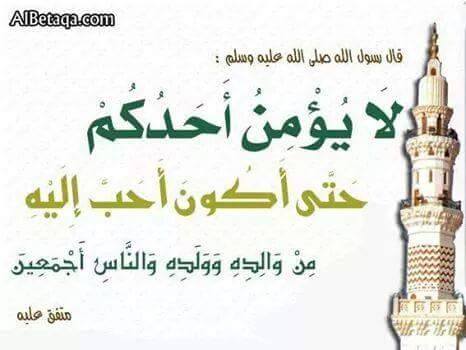 AlBetaqa.com
قال رسول الله صلى الله عليه وسلم :
لَا يُؤْمِنُ أَحَدُكُمْ
حَتَّى أَكُونَ أَحَبَّ إِلَيْهِ
مِنْ وَالِدِهِ وَوَلَدِهِ وَالنَّاسِ أَجْمَعِينَ
متفق عليه